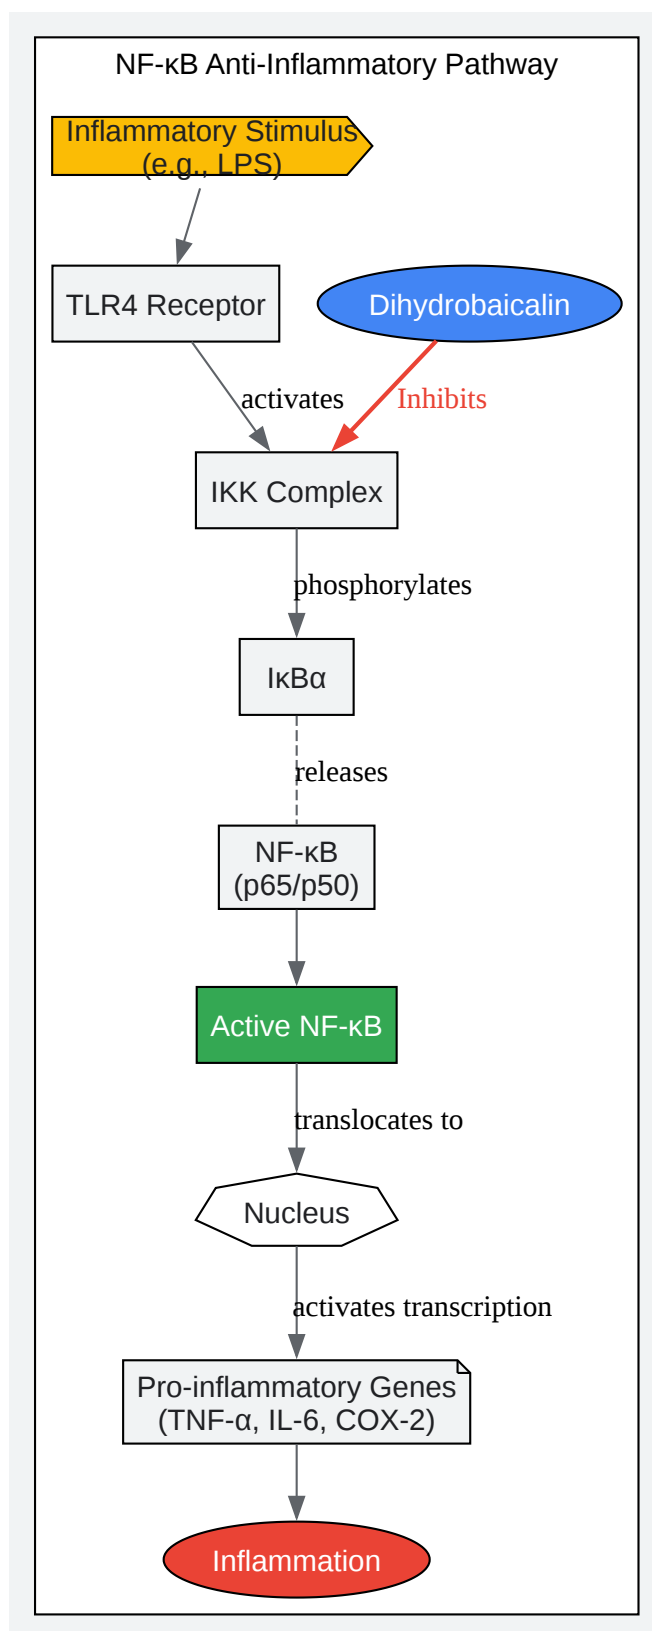 NF-κB Anti-Inflammatory Pathway
Inflammatory Stimulus
(e.g., LPS)
TLR4 Receptor
Dihydrobaicalin
activates
Inhibits
IKK Complex
phosphorylates
IκBα
releases
NF-κB
(p65/p50)
Active NF-κB
translocates to
Nucleus
activates transcription
Pro-inflammatory Genes
(TNF-α, IL-6, COX-2)
Inflammation